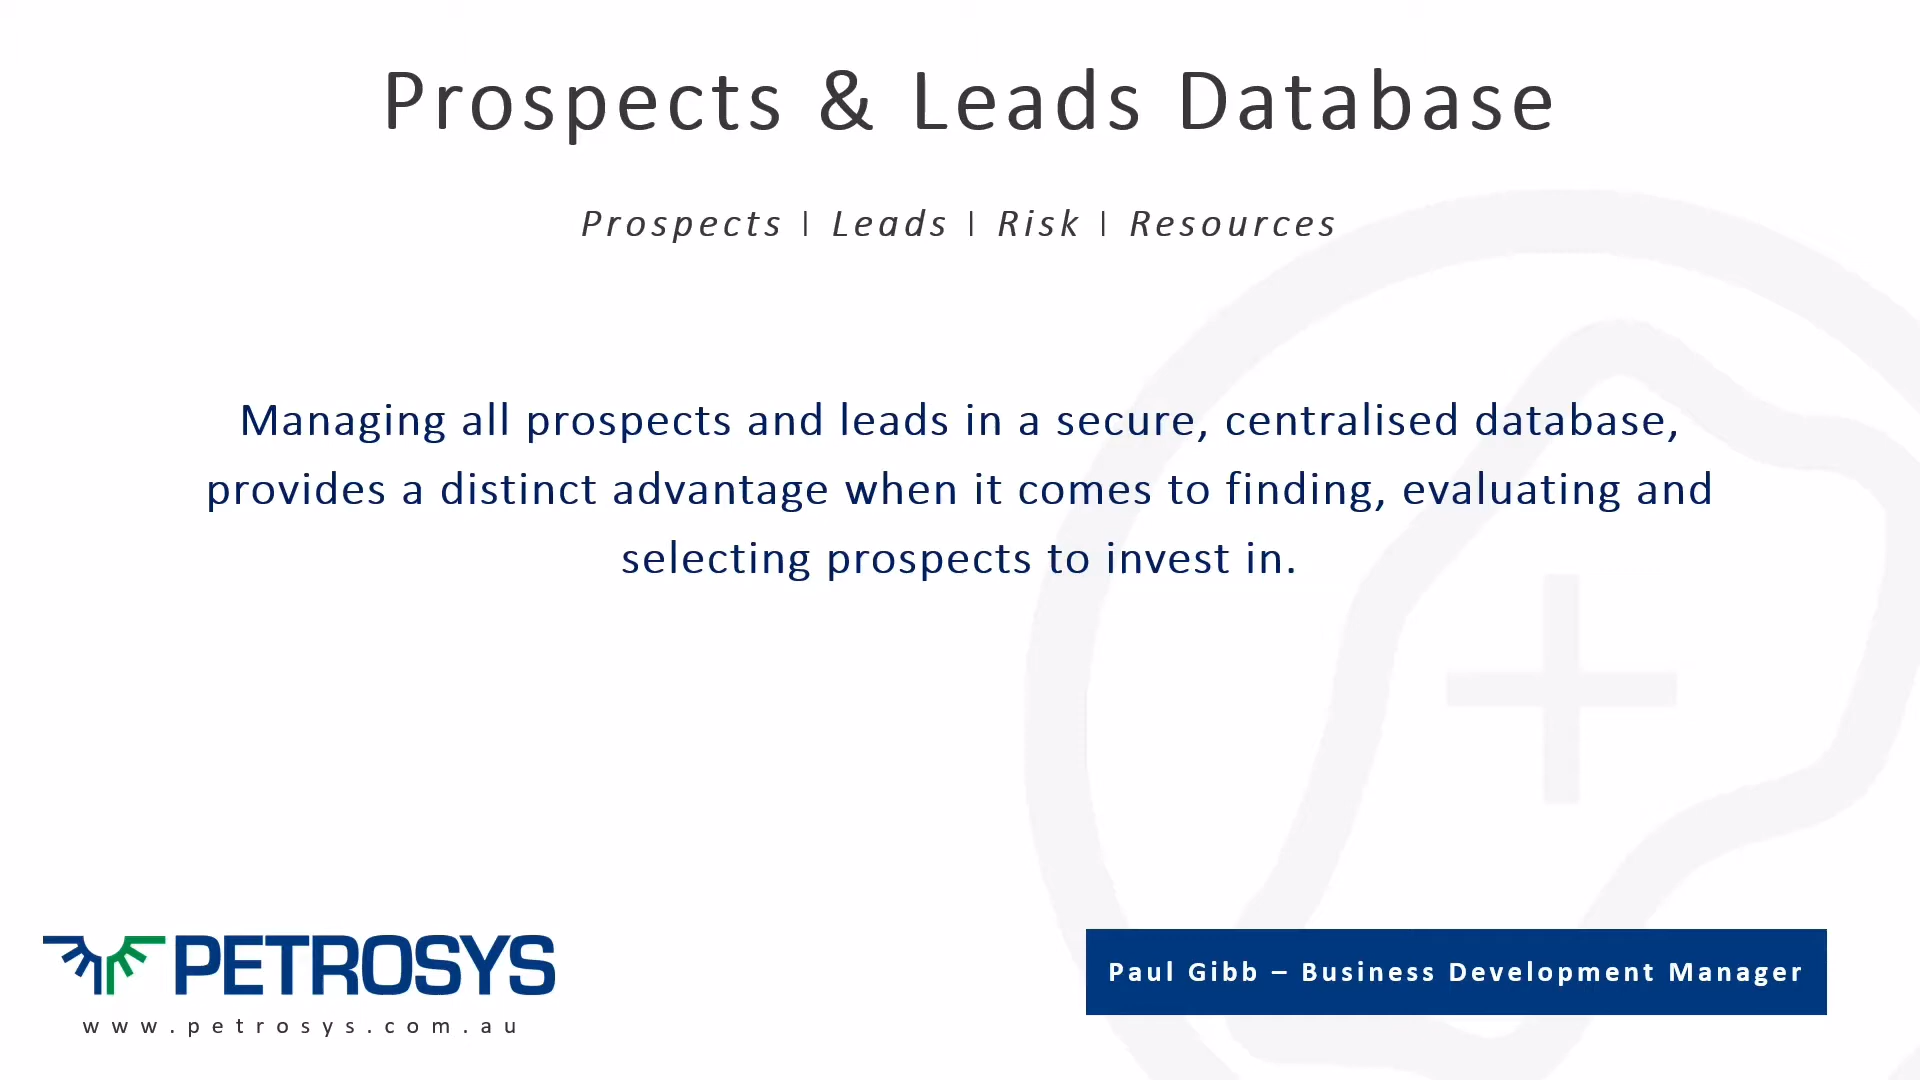 Prospects & Leads Database
Prospects | Leads | Risk | Resources
Managing all prospects and leads in a secure, centralised database,
provides a distinct advantage when it comes to finding, evaluating and
selecting prospects to invest in.
PETROSYS
www.petrosys.com.au
Paul Gibb – Business Development Manager